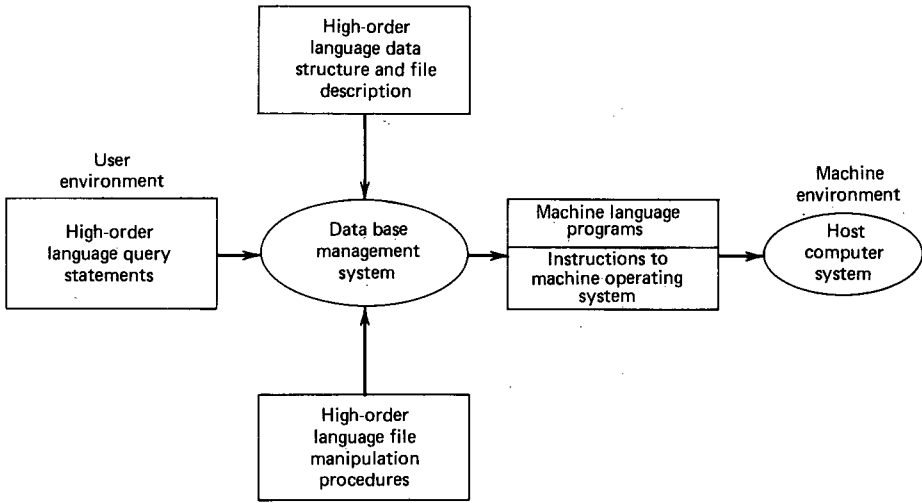 High-order
language data
structure and file
description
User
environment
High-order
language query
statements
Data base
management
system
Machine language
programs
Instructions to
machine operating
system
Machine
environment
Host
computer
system
High-order
language file
manipulation
procedures